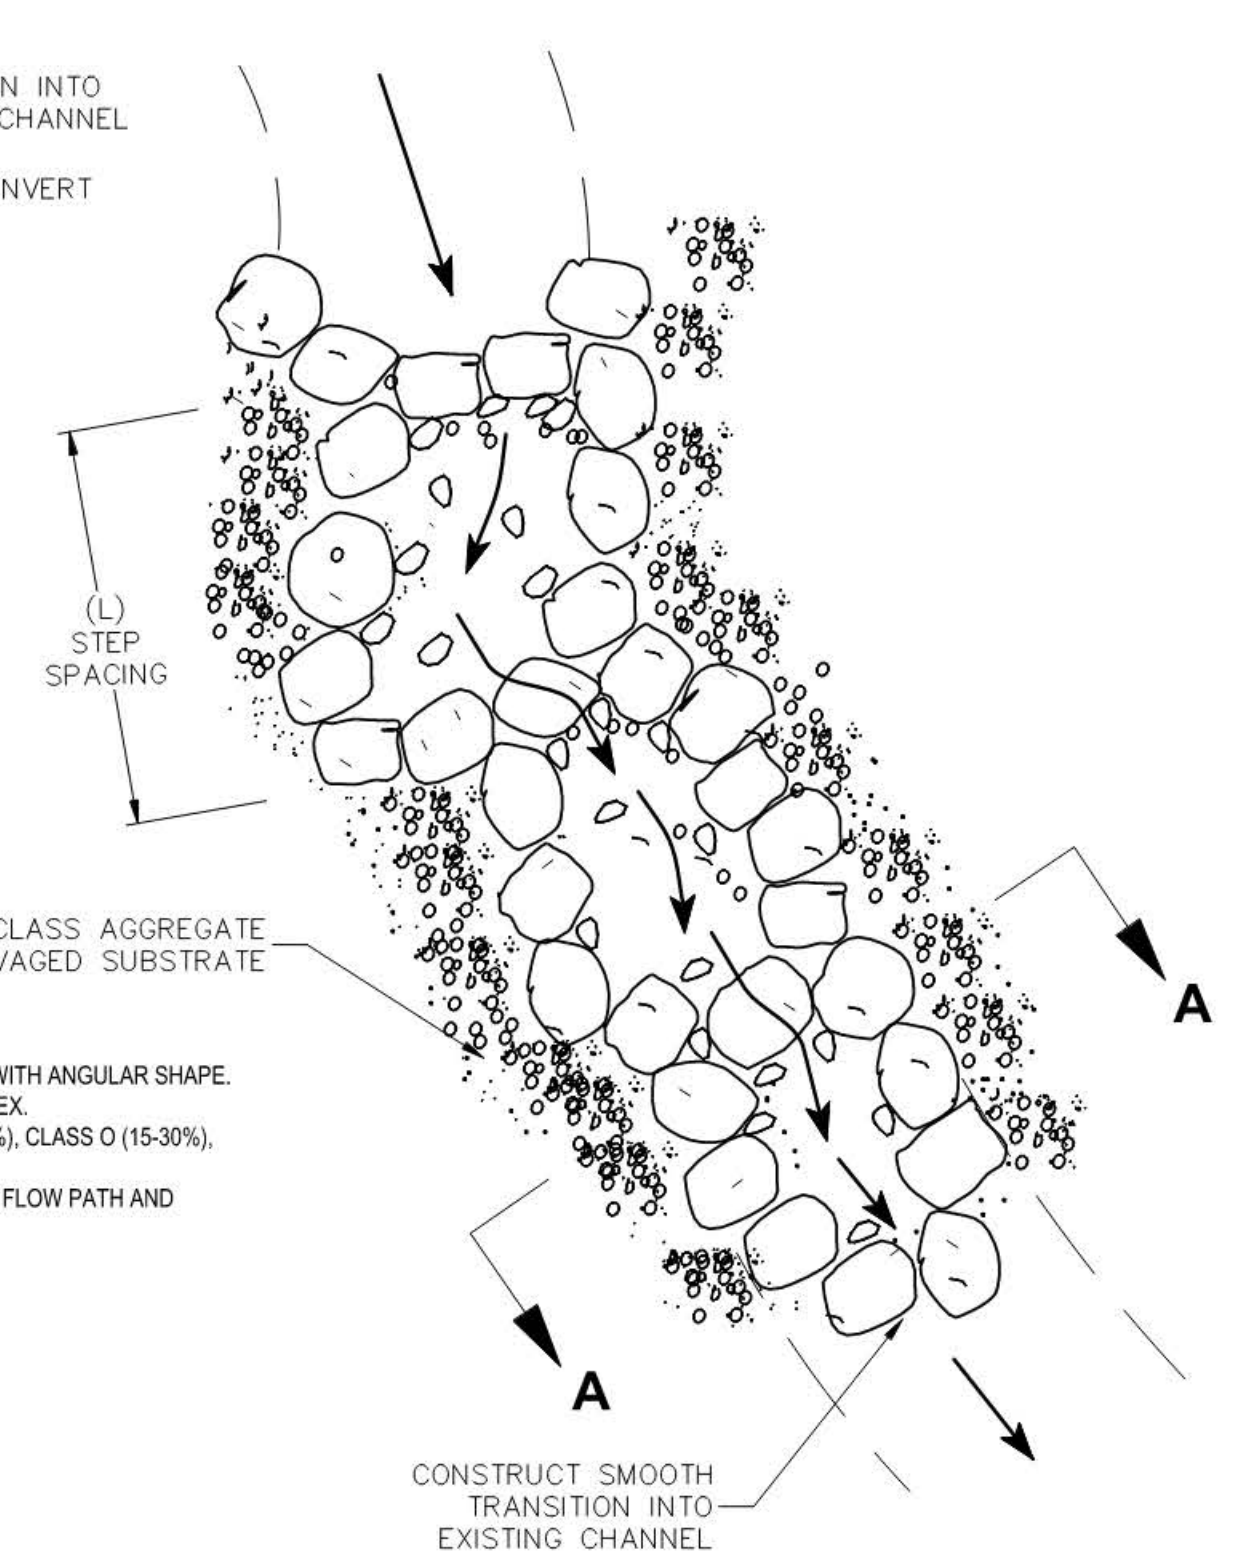 N INTO
CHANNEL
NVERT
(L)
STEP
SPACING
CLASS AGGREGATE
VAGED SUBSTRATE
A
WITH ANGULAR SHAPE.
EX.
%), CLASS O (15-30%),
FLOW PATH AND
A
CONSTRUCT SMOOTH
TRANSITION INTO
EXISTING CHANNEL